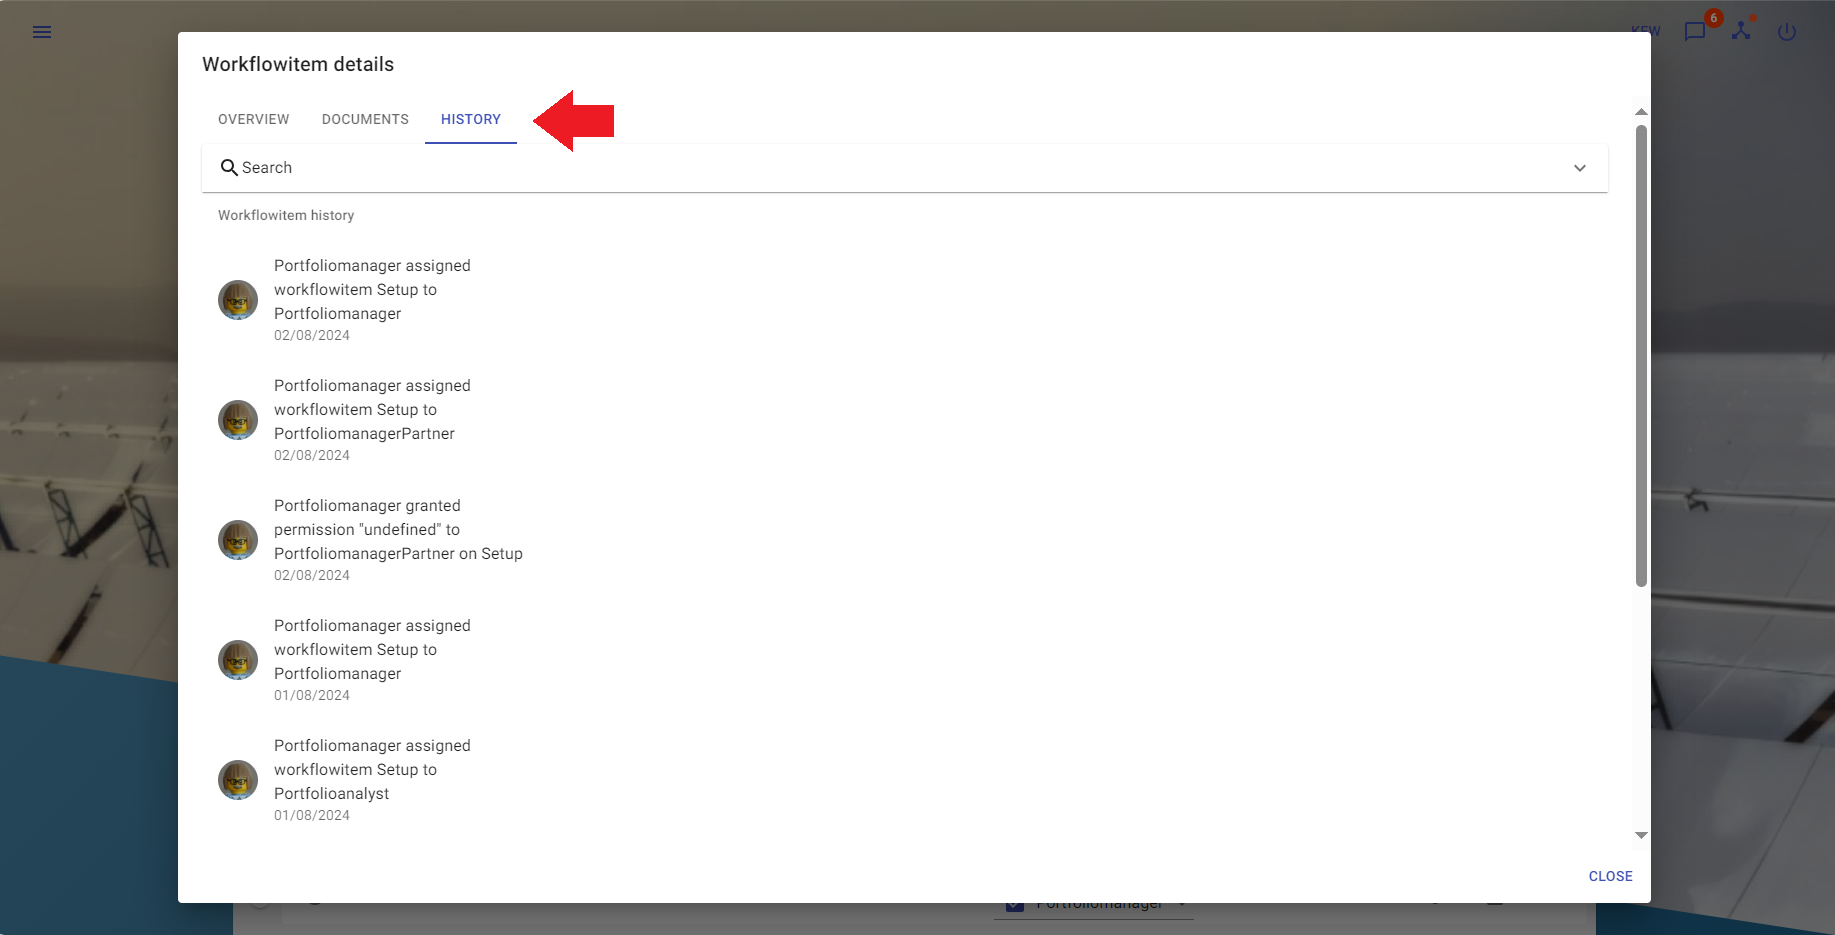 KFW
6
Workflowitem details
OVERVIEW DOCUMENTS HISTORY
Search
Workflowitem history
Portfoliomanager assigned
workflowitem Setup to
Portfoliomanager
02/08/2024
Portfoliomanager assigned
workflowitem Setup to
PortfoliomanagerPartner
02/08/2024
Portfoliomanager granted
permission "undefined" to
PortfoliomanagerPartner on Setup
02/08/2024
Portfoliomanager assigned
workflowitem Setup to
Portfoliomanager
01/08/2024
Portfoliomanager assigned
workflowitem Setup to
Portfolioanalyst
01/08/2024
CLOSE
Portfoliomanager